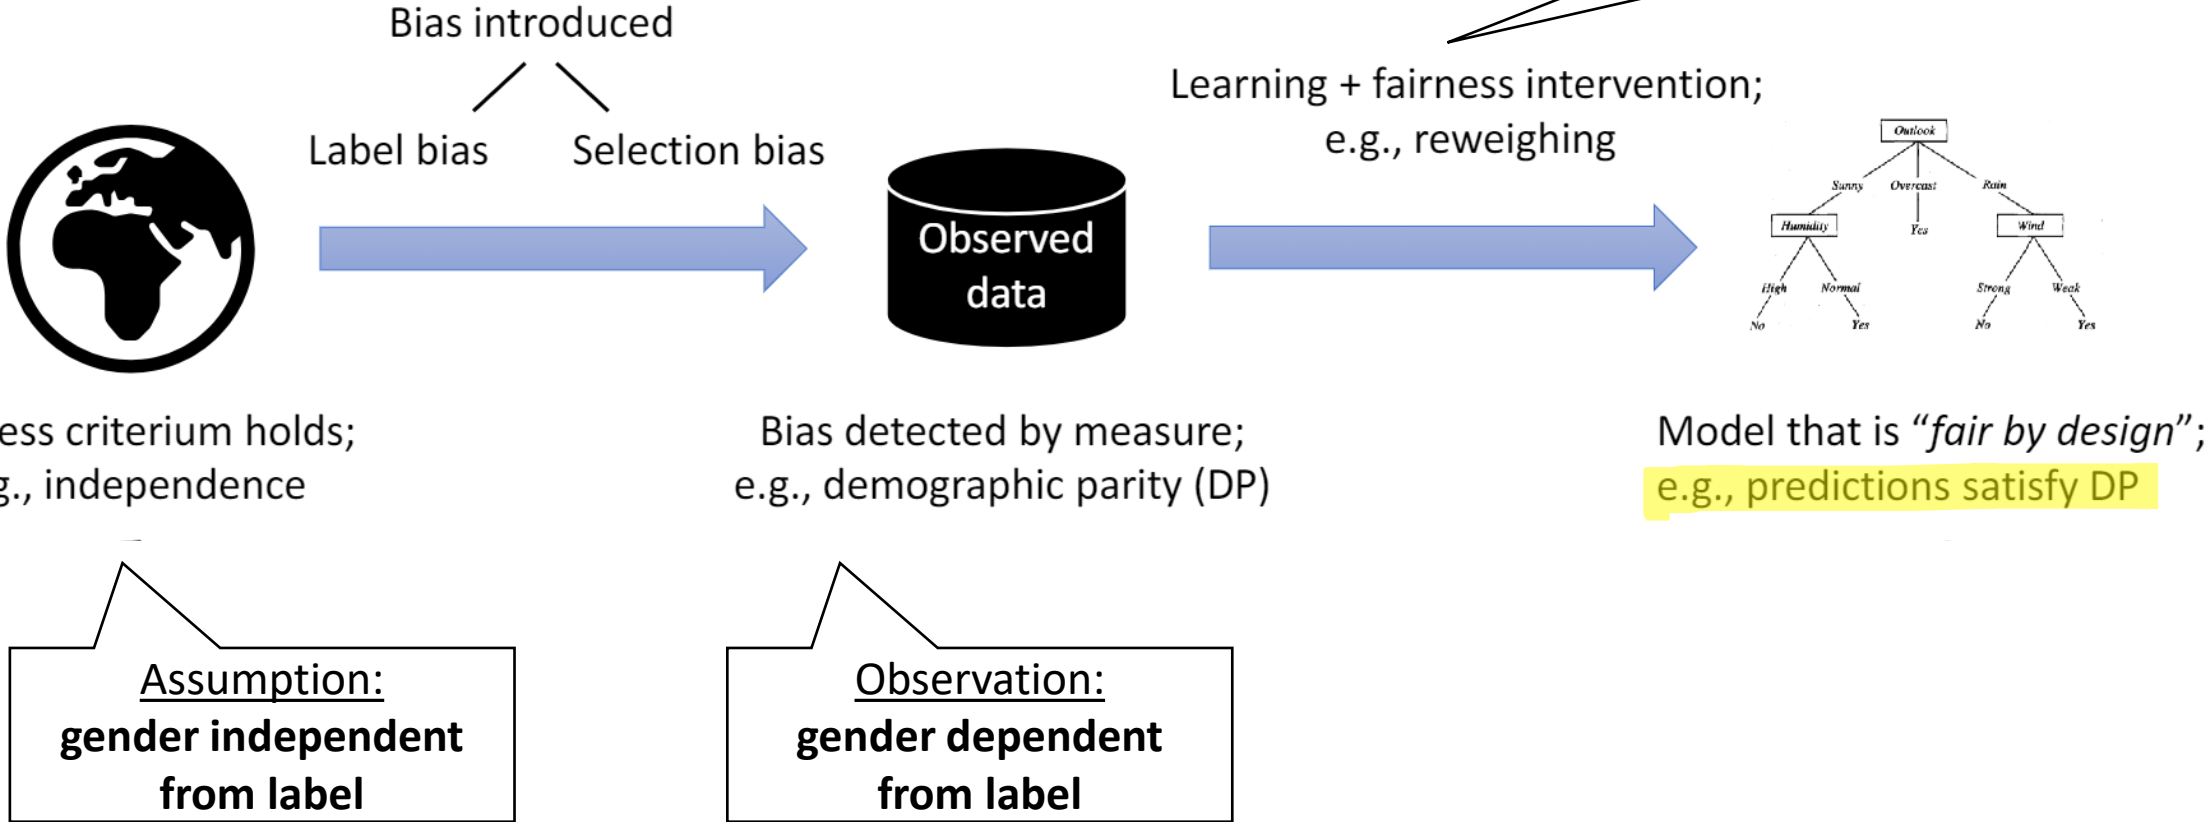 Bias introduced
Label bias
Selection bias
Learning + fairness intervention;
e.g., reweighing
Observed
data
Outlook
Sunny
Overcast
Rain
Humidity
Yes
Wind
High
Normal
Strong
Weak
No
Yes
No
Yes
ess criterium holds;
g., independence
Bias detected by measure;
e.g., demographic parity (DP)
Model that is “fair by design”;
e.g., predictions satisfy DP
Assumption:
gender independent
from label
Observation:
gender dependent
from label